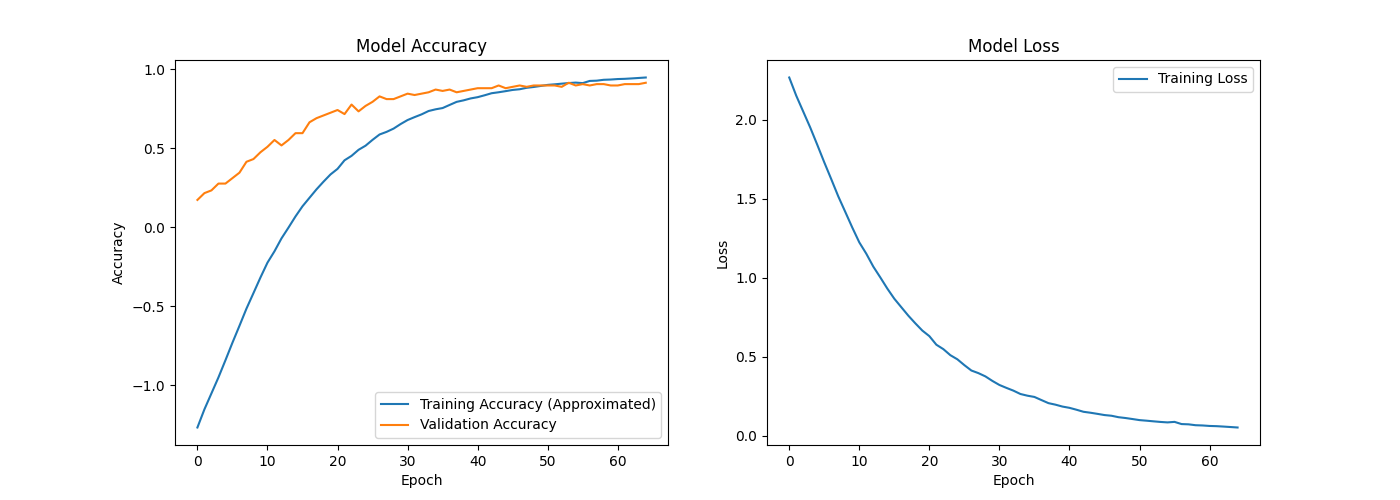 Model Accuracy
1.0
0.5
0.0
−0.5
−1.0
Accuracy
0 10 20 30 40 50 60
Epoch
Training Accuracy (Approximated)
Validation Accuracy
Model Loss
2.0
1.5
1.0
0.5
0.0
Loss
0 10 20 30 40 50 60
Epoch
Training Loss